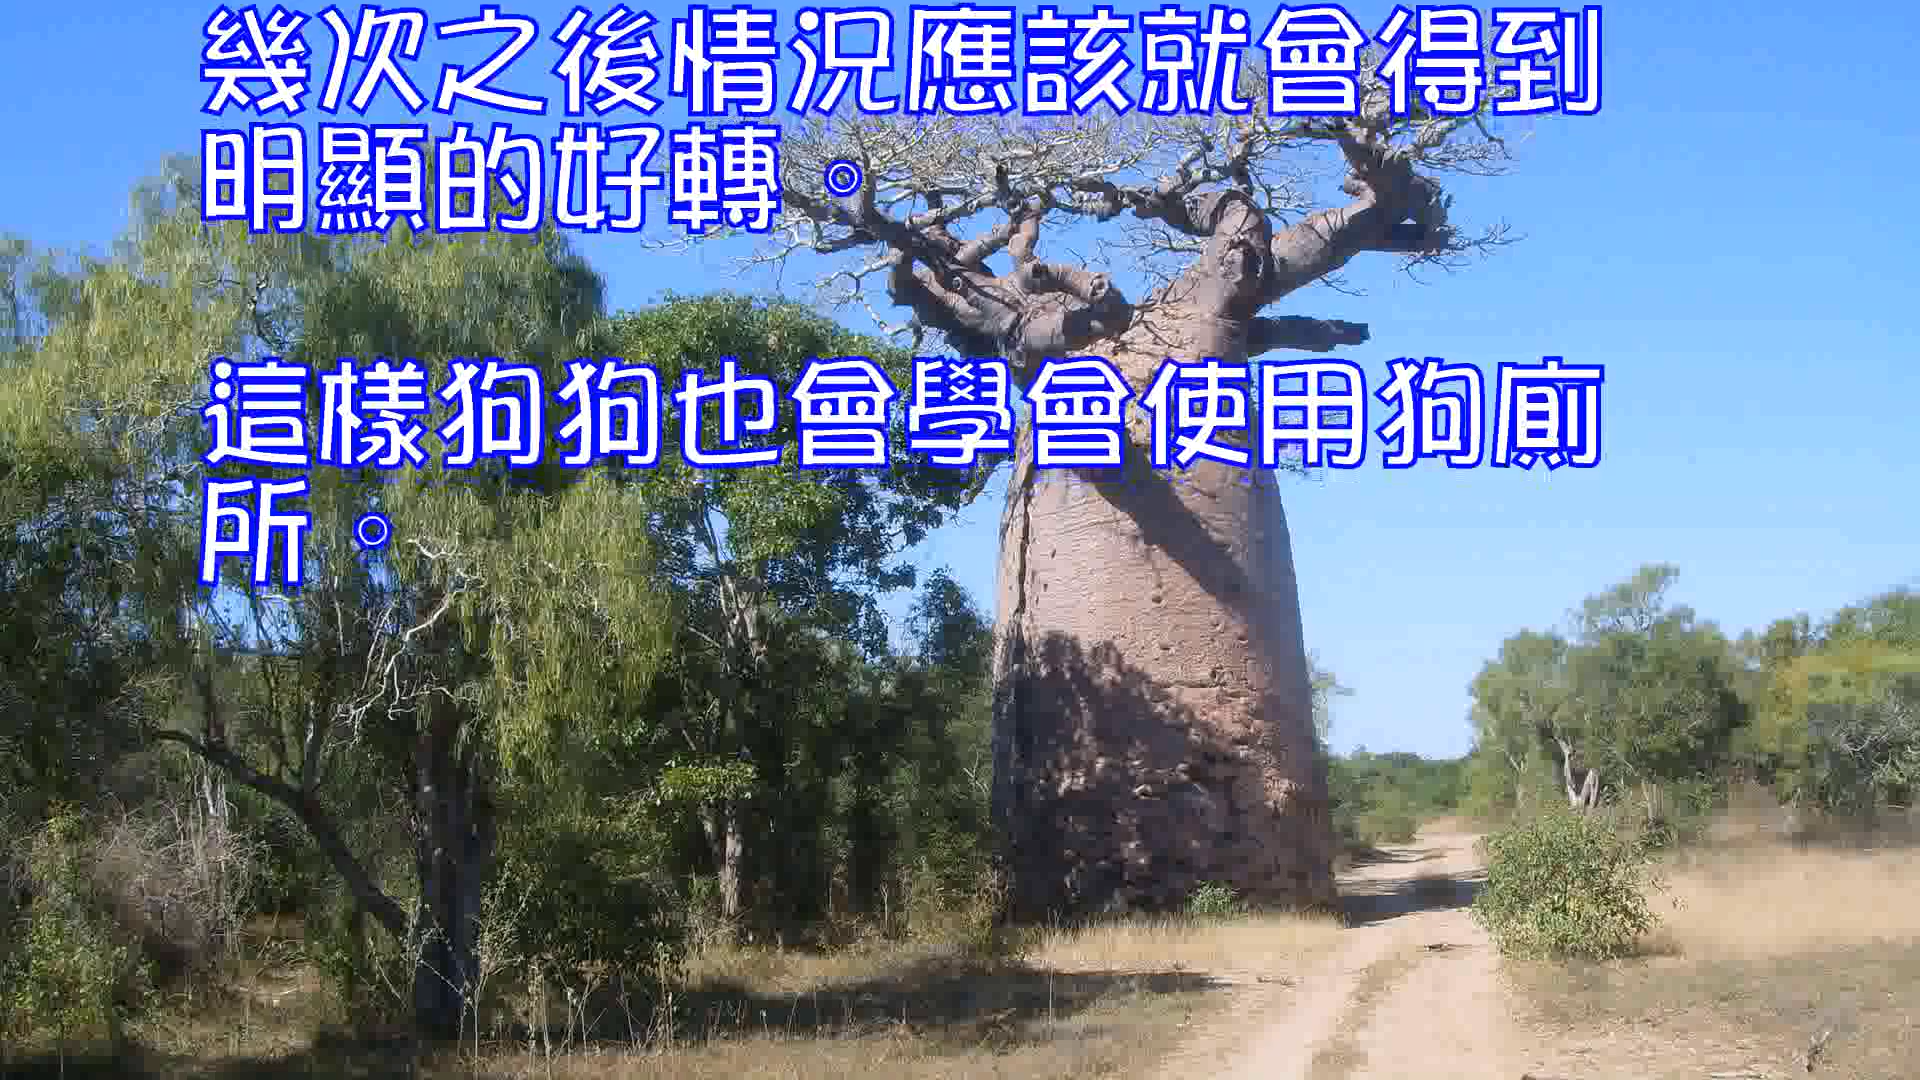 幾次之後情況應該就會得到
明顯的好轉。
這樣狗狗也會學會使用狗廁
所。